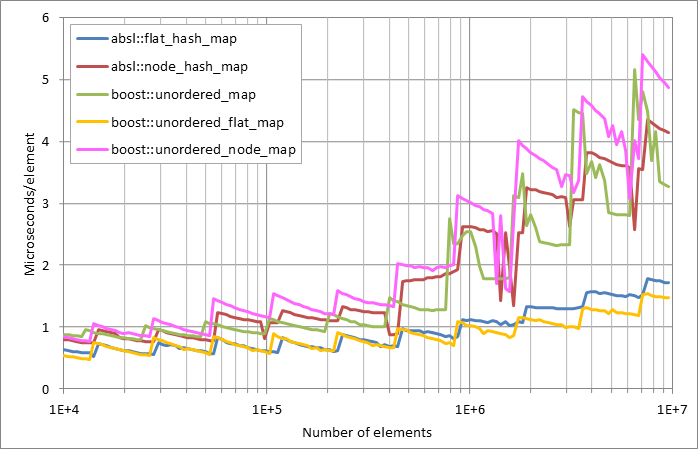 6
5
4
3
2
1
0
Microseconds/element
absl::flat_hash_map
absl::node_hash_map
boost::unordered_map
boost::unordered_flat_map
boost::unordered_node_map
1E+4
1E+5
1E+6
1E+7
Number of elements